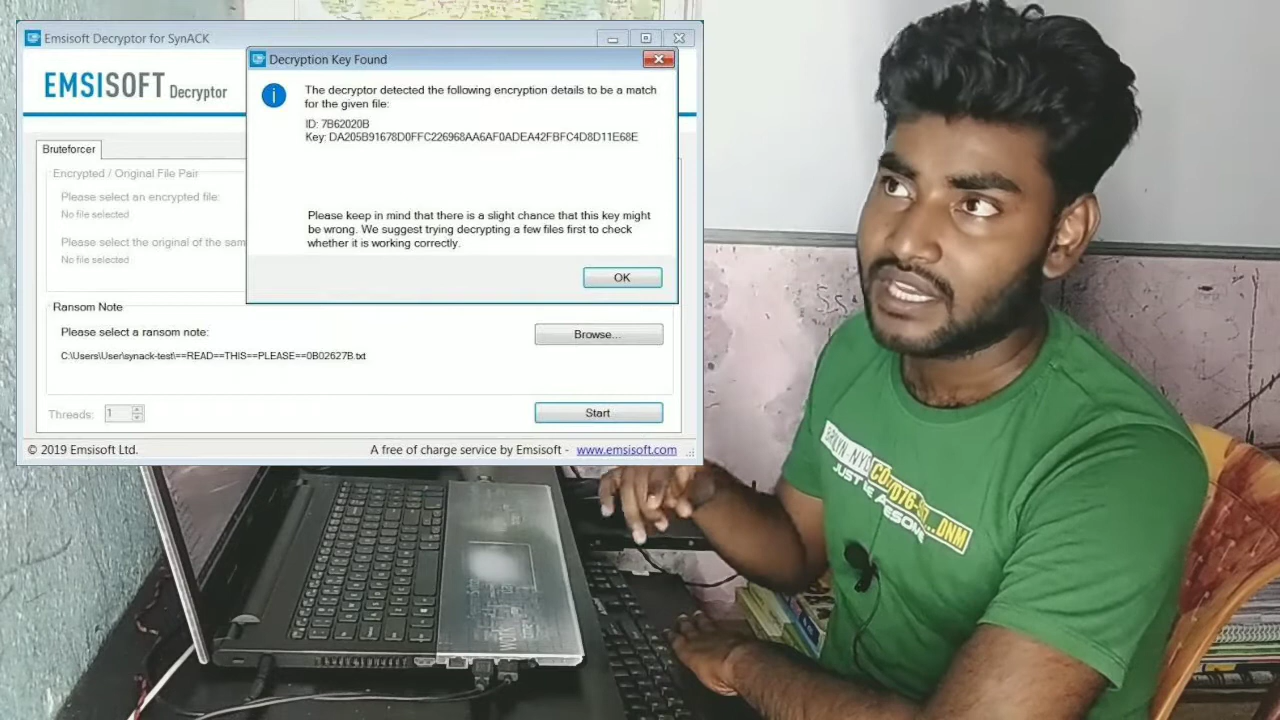 Emsisoft Decryptor for SynACK
EMSISOFT Decryptor
Decryption Key Found
The decryptor detected the following encryption details to be a match
for the given file:
ID: 7B62020B
Key: DA205B91678D0FFC226968AA6AF0ADEA42FBFC4D8D11E68E
Please keep in mind that there is a slight chance that this key might
be wrong. We suggest trying decrypting a few files first to check
whether it is working correctly.
OK
Bruteforcer
Encrypted / Original File Pair
Please select an encrypted file:
No file selected
Please select the original of the sam
No file selected
Ransom Note
Please select a ransom note:
Browse...
C:\Users\User\synack-test\==READ==THIS==PLEASE==0B02627B.txt
Threads: 1
Start
© 2019 Emsisoft Ltd.
A free of charge service by Emsisoft - www.emsisoft.com
JUST